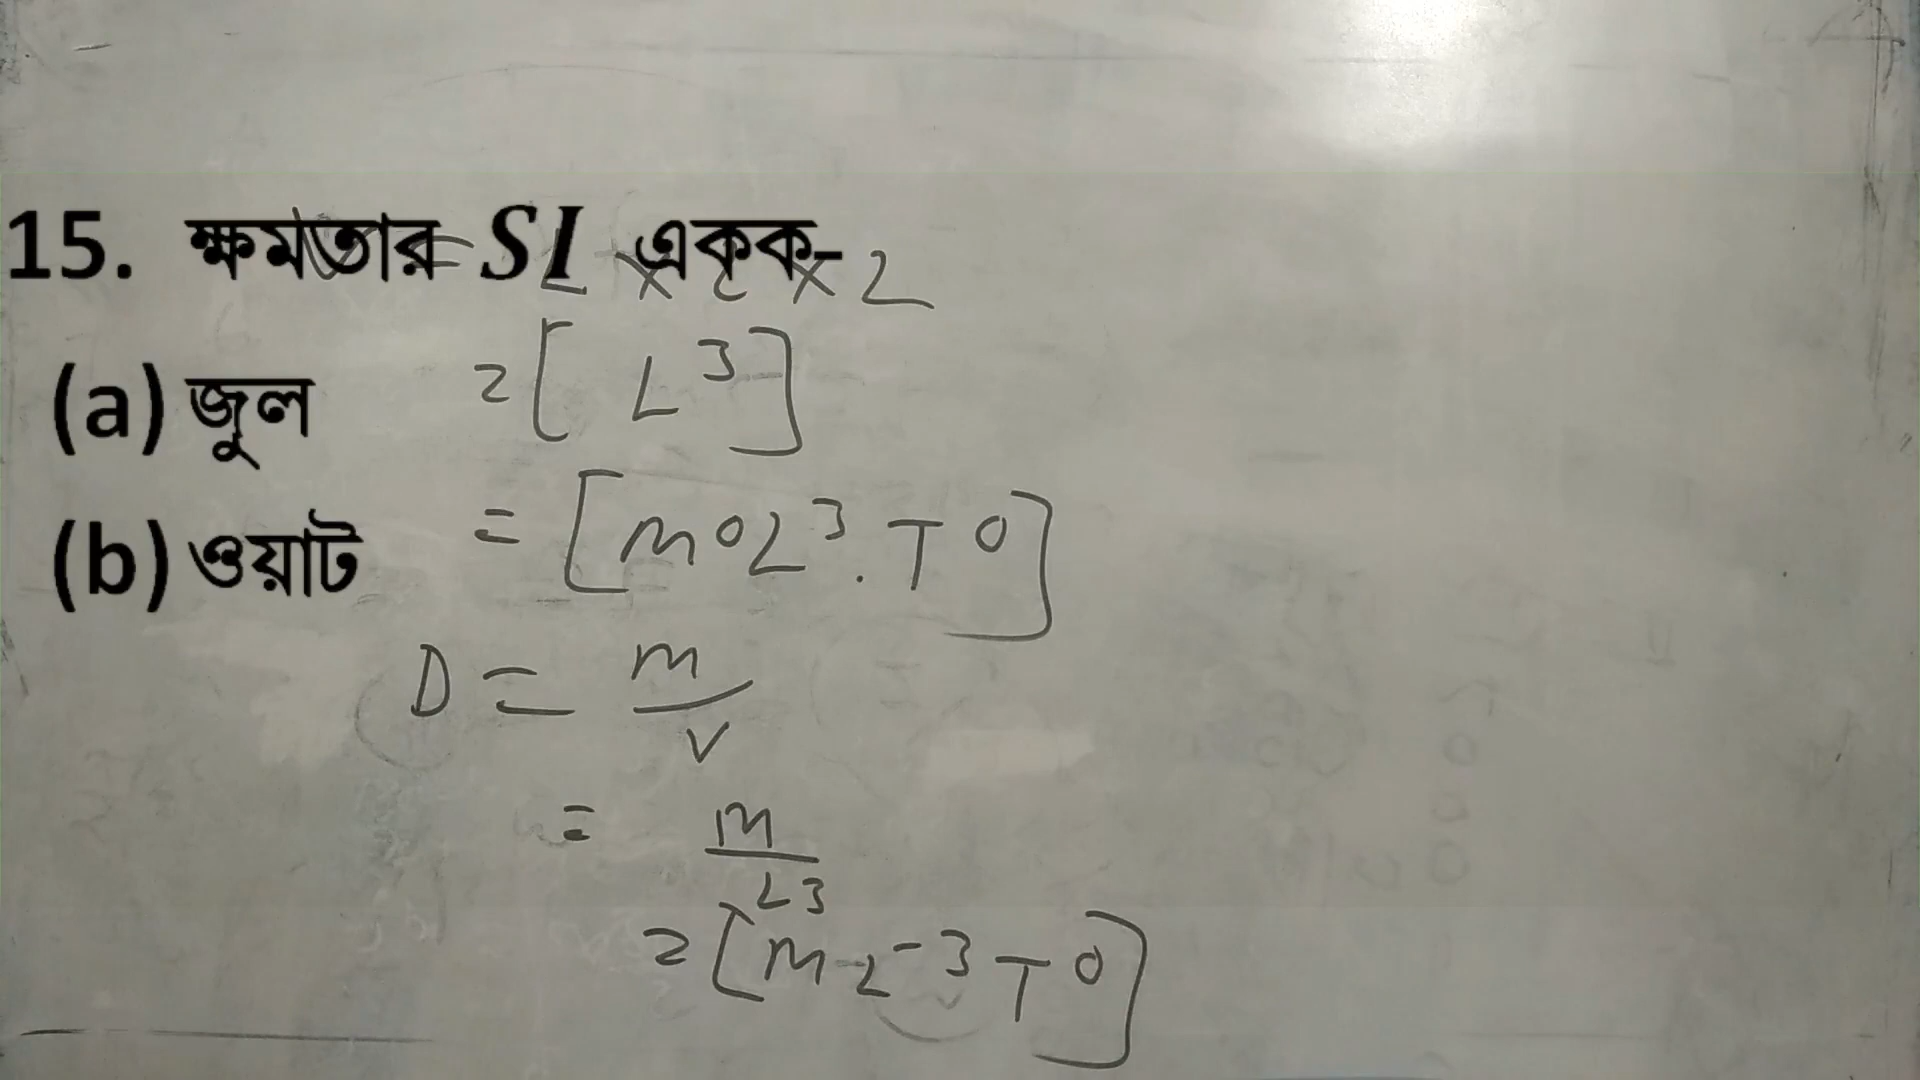 15. ক্ষমতার SI একক-
L × L × L
= [L³]
(a) জুল
= [M⁰L³.T⁰]
(b) ওয়াট
D = m/v
= M/L³
= [ML⁻³T⁰]